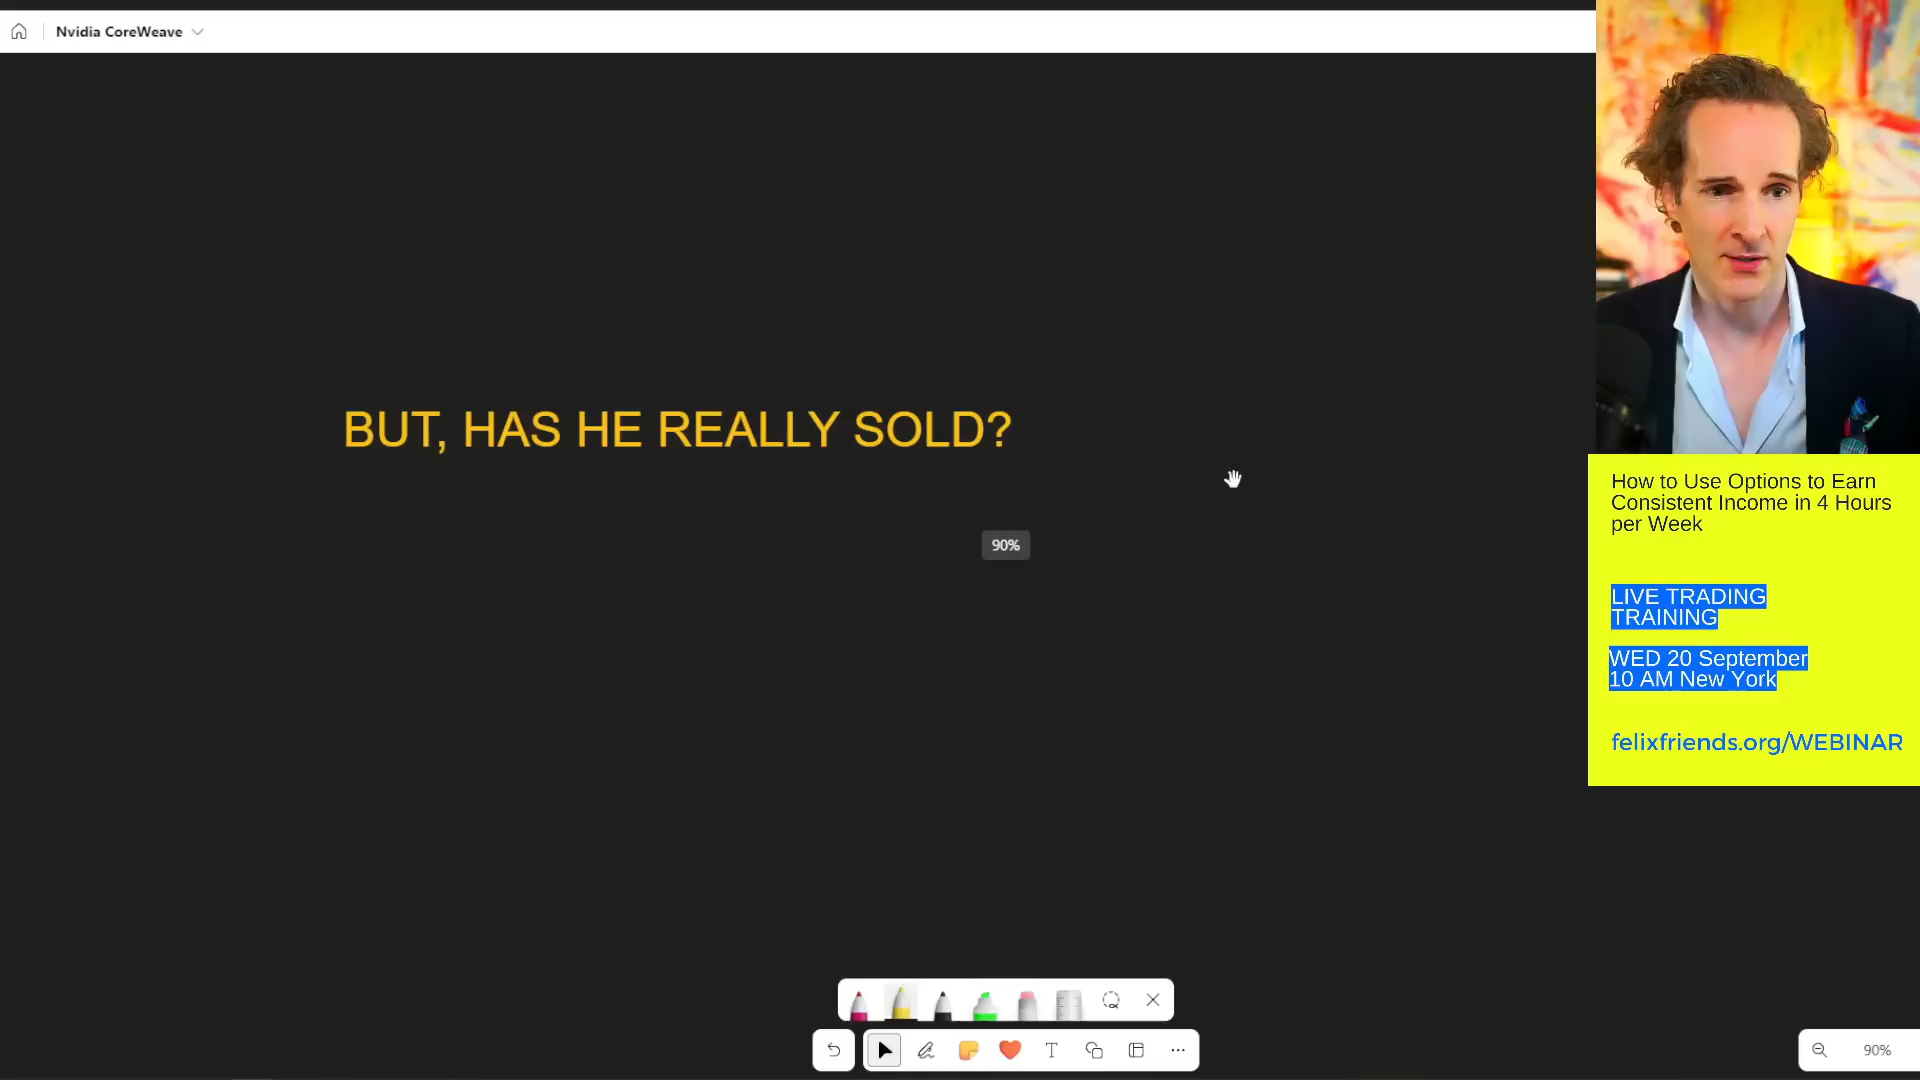 Nvidia CoreWeave
BUT, HAS HE REALLY SOLD?
90%
How to Use Options to Earn
Consistent Income in 4 Hours
per Week
LIVE TRADING
TRAINING
WED 20 September
10 AM New York
felixfriends.org/WEBINAR
T
90%